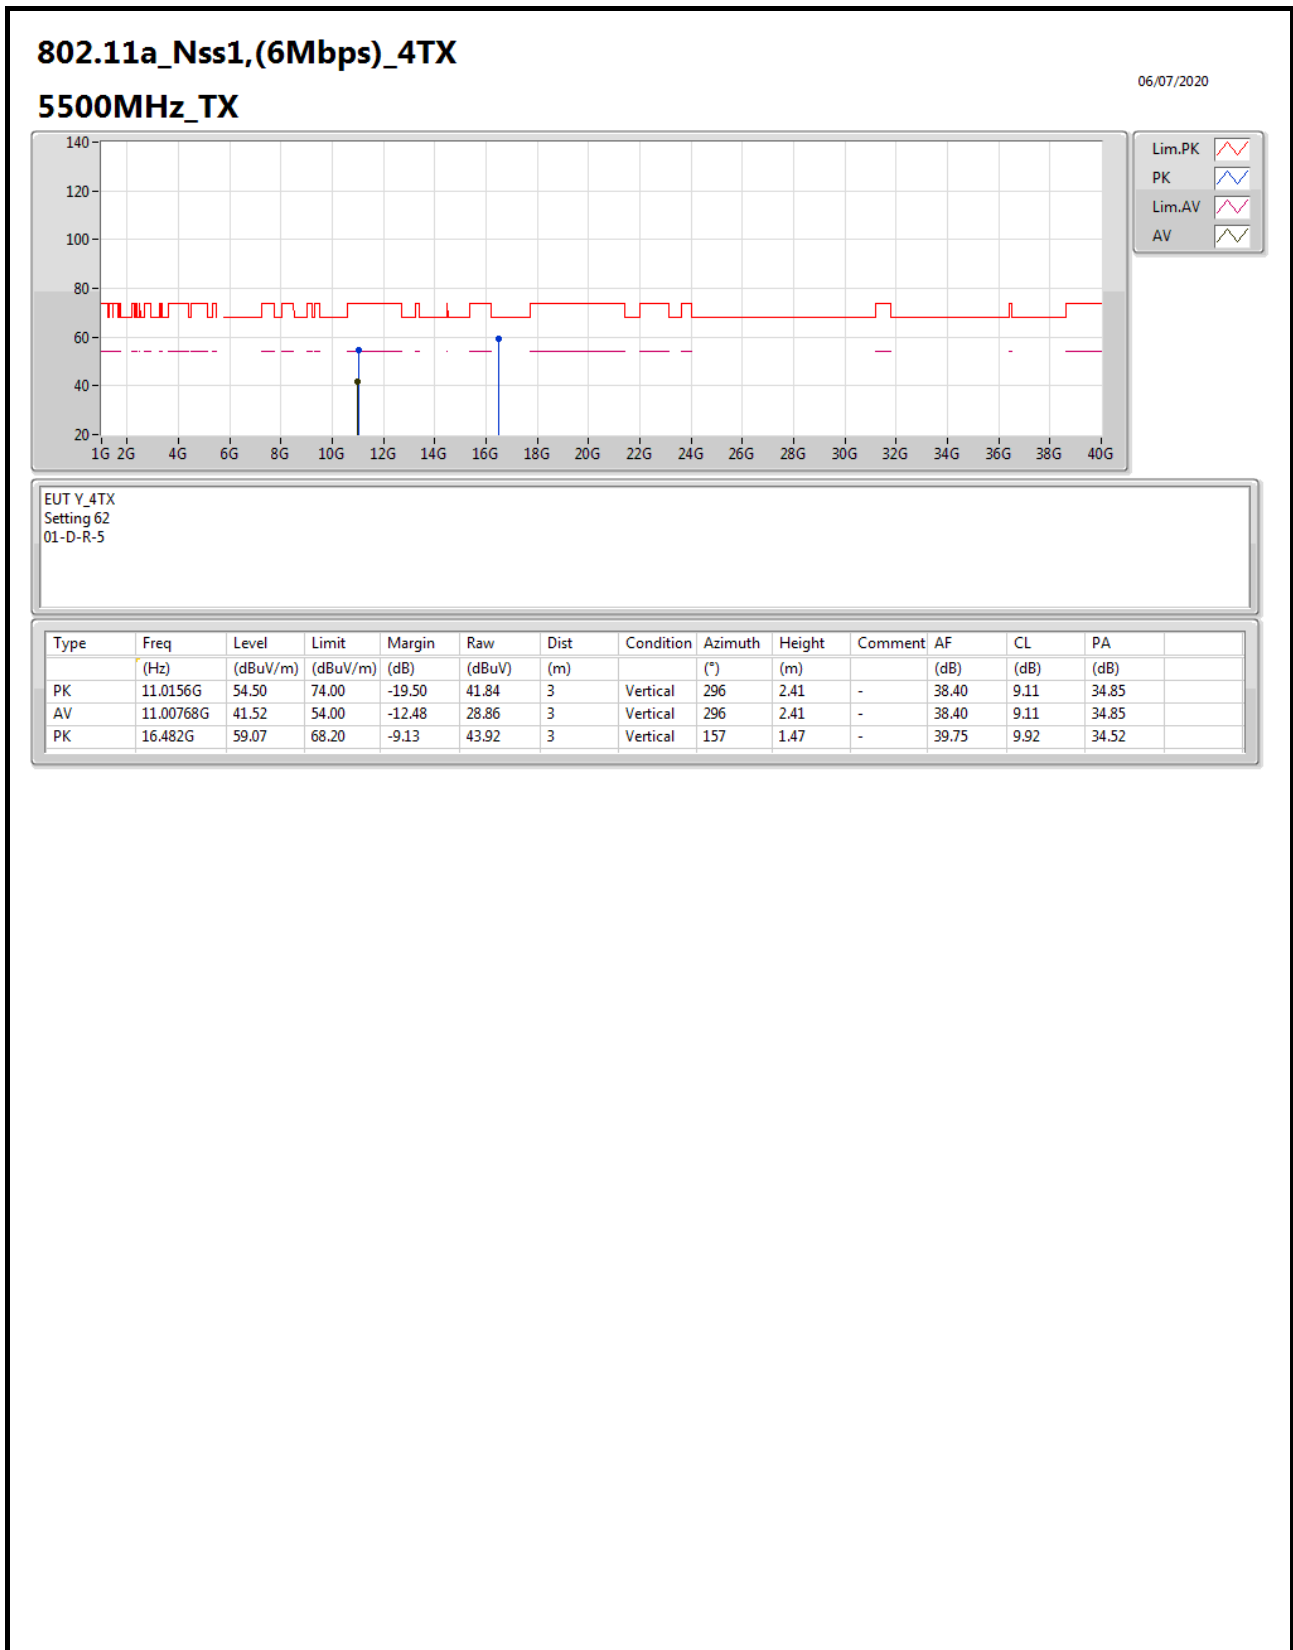 802.11a_Nss1,(6Mbps)_4TX
06/07/2020
5500MHz_TX
140
120
100
80
60
40
20
1G 2G 4G 6G 8G 10G 12G 14G 16G 18G 20G 22G 24G 26G 28G 30G 32G 34G 36G 38G 40G
Lim.PK
PK
Lim.AV
AV
EUT Y_4TX
Setting 62
01-D-R-5
Type Freq Level Limit Margin Raw Dist Condition Azimuth Height Comment AF CL PA
(Hz) (dBuV/m) (dBuV/m) (dB) (dBuV) (m) (°) (m) (dB) (dB) (dB)
PK 11.0156G 54.50 74.00 -19.50 41.84 3 Vertical 296 2.41 - 38.40 9.11 34.85
AV 11.00768G 41.52 54.00 -12.48 28.86 3 Vertical 296 2.41 - 38.40 9.11 34.85
PK 16.482G 59.07 68.20 -9.13 43.92 3 Vertical 157 1.47 - 39.75 9.92 34.52